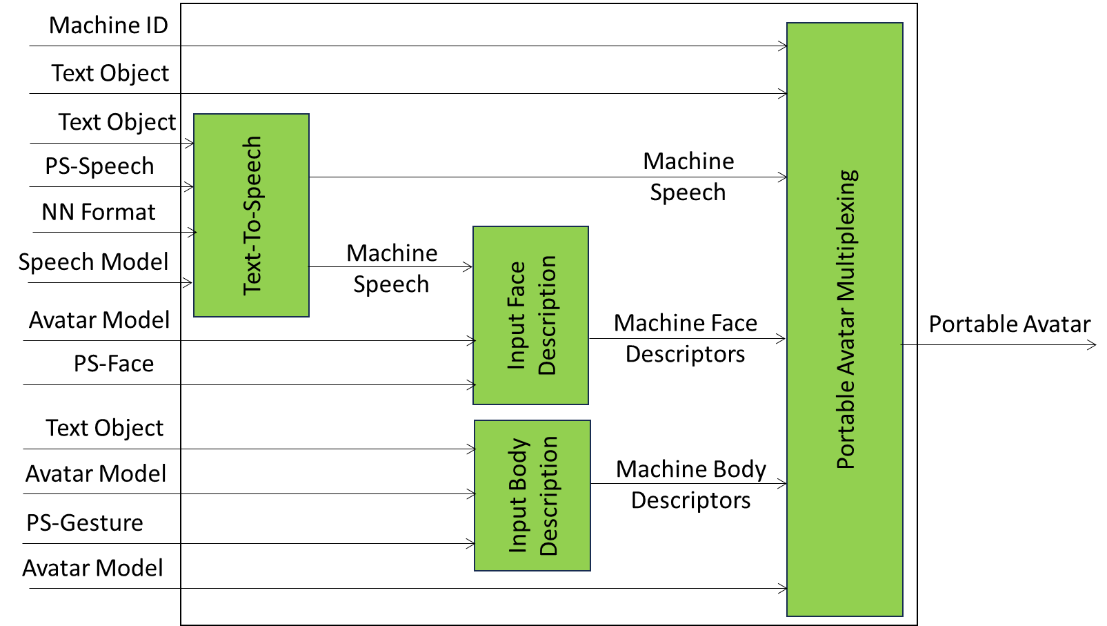 Machine ID
Text Object
Text Object
PS-Speech
NN Format
Speech Model
Avatar Model
PS-Face
Text Object
Avatar Model
PS-Gesture
Avatar Model
Text-To-Speech
Machine
Speech
Machine
Speech
Input Face
Description
Machine Face
Descriptors
Input Body
Description
Machine Body
Descriptors
Portable Avatar Multiplexing
Portable Avatar